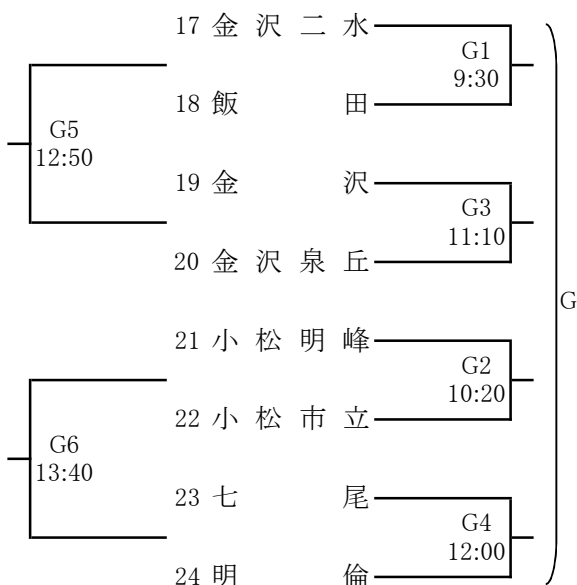 17 金沢二水
G1
9:30
18 飯田
G5
12:50
19 金沢
G3
11:10
20 金沢泉丘
G
21 小松明峰
G2
10:20
22 小松市立
G6
13:40
23 七尾
G4
12:00
24 明倫